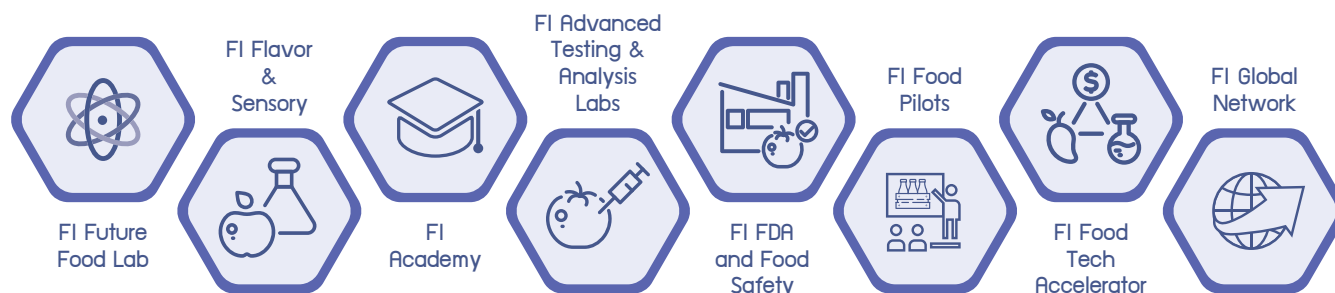 FI Future
Food Lab
FI Flavor
&
Sensory
FI
Academy
FI Advanced
Testing &
Analysis
Labs
FI FDA
and Food
Safety
FI Food
Pilots
$
FI Food
Tech
Accelerator
FI Global
Network